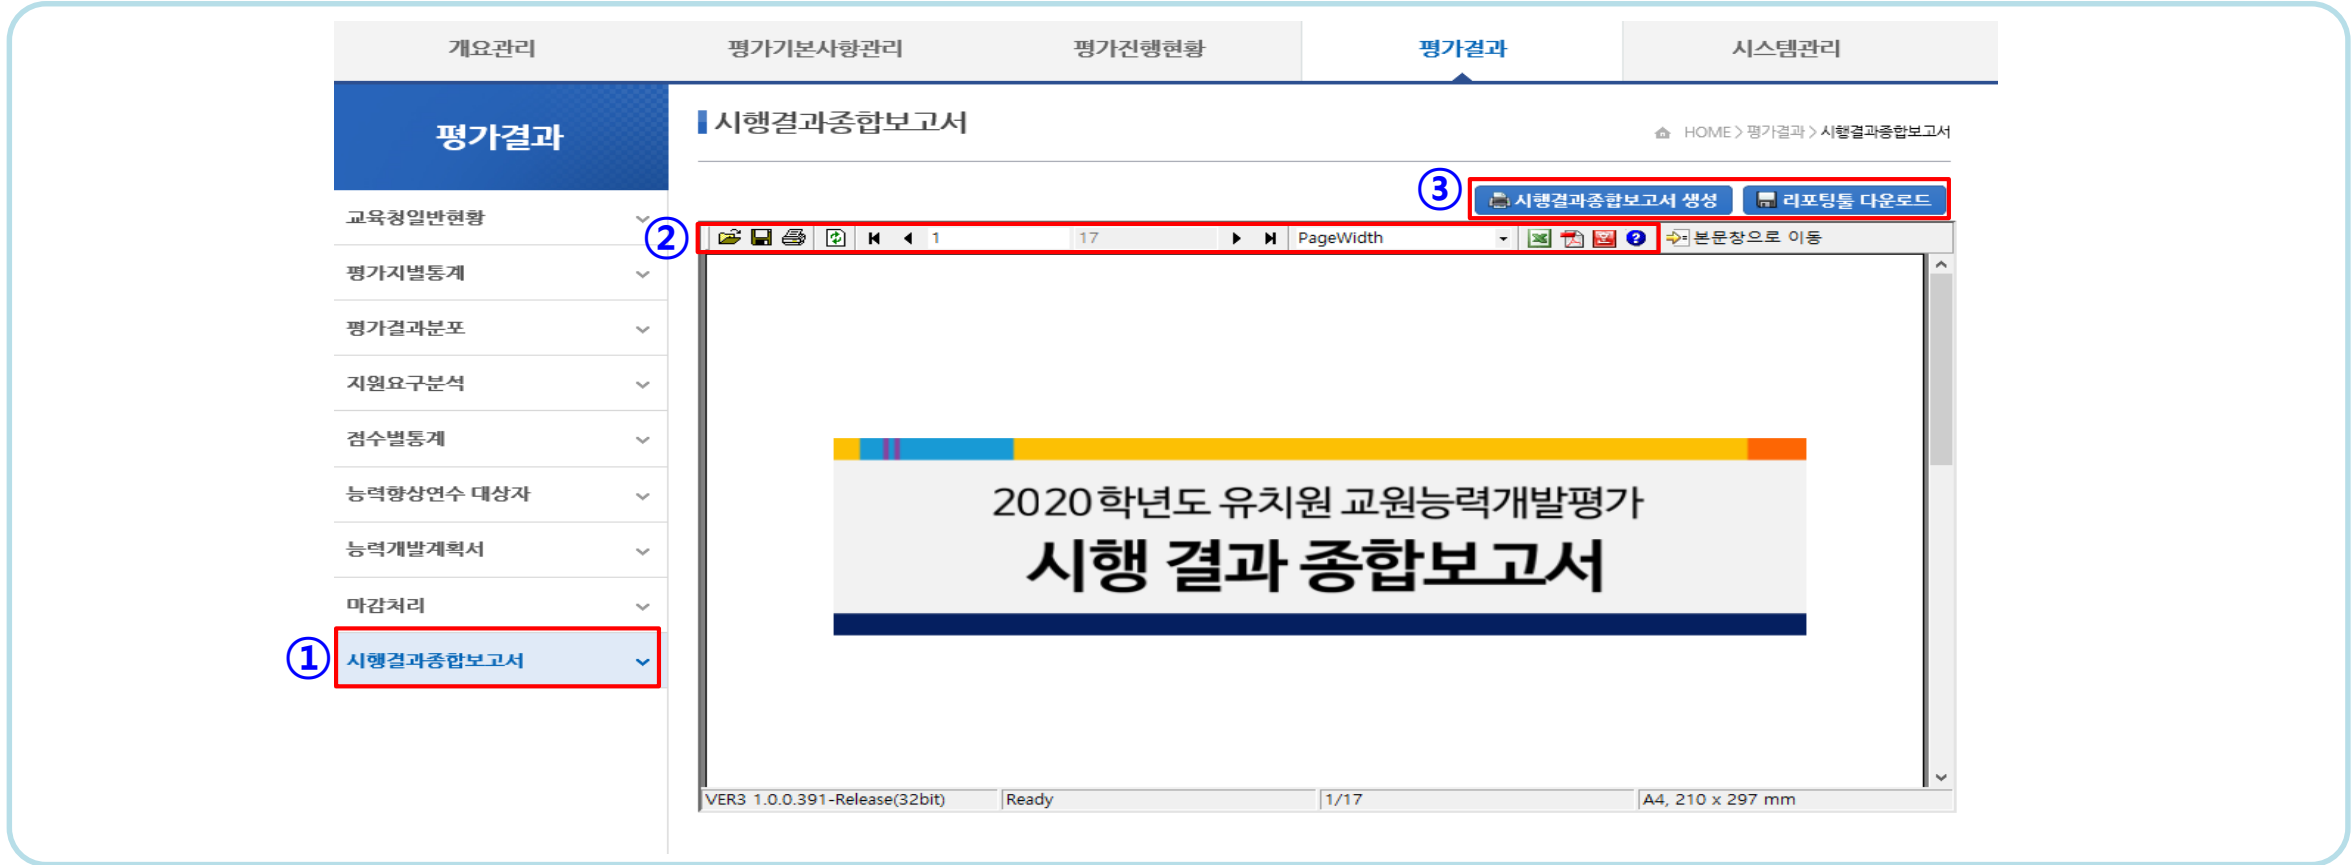 개요관리 평가기본사항관리 평가진행현황 평가결과 시스템관리
평가결과
시행결과종합보고서
HOME > 평가결과 > 시행결과종합보고서
③ 시행결과종합보고서 생성 리포팅툴 다운로드
교육청일반현황
② 1 17 PageWidth 본문창으로 이동
평가지별통계
평가결과분포
지원요구분석
점수별통계
능력향상연수 대상자
능력개발계획서
마감처리
① 시행결과종합보고서
2020학년도 유치원 교원능력개발평가
시행 결과 종합보고서
VER3 1.0.0.391-Release(32bit) Ready 1/17 A4, 210 x 297 mm